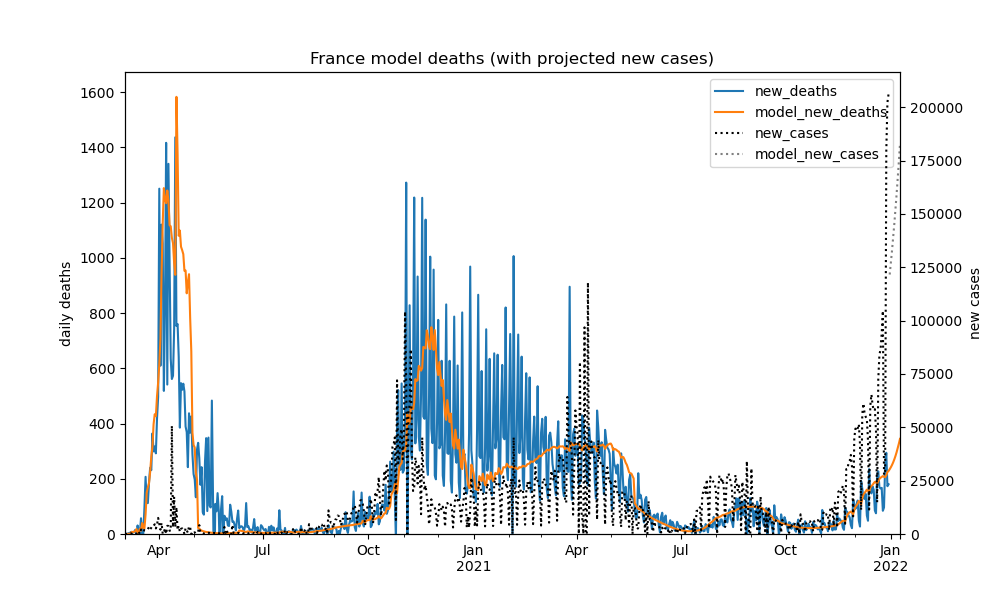 France model deaths (with projected new cases)
new_deaths
model_new_deaths
new_cases
model_new_cases
daily deaths
1600
1400
1200
1000
800
600
400
200
0
new cases
200000
175000
150000
125000
100000
75000
50000
25000
0
Apr
Jul
Oct
Jan
2021
Apr
Jul
Oct
Jan
2022